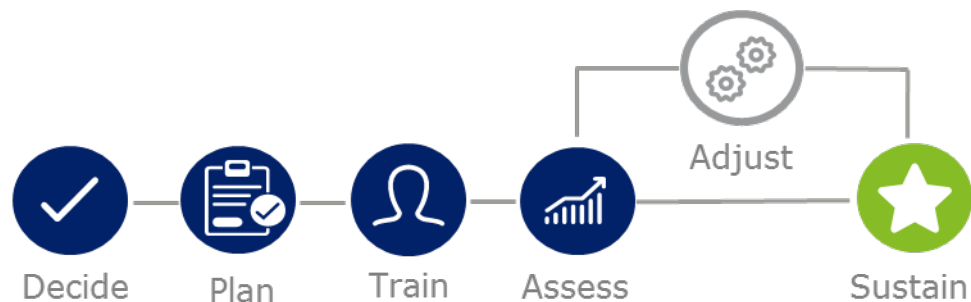 Adjust
Decide
Plan
Train
Assess
Sustain